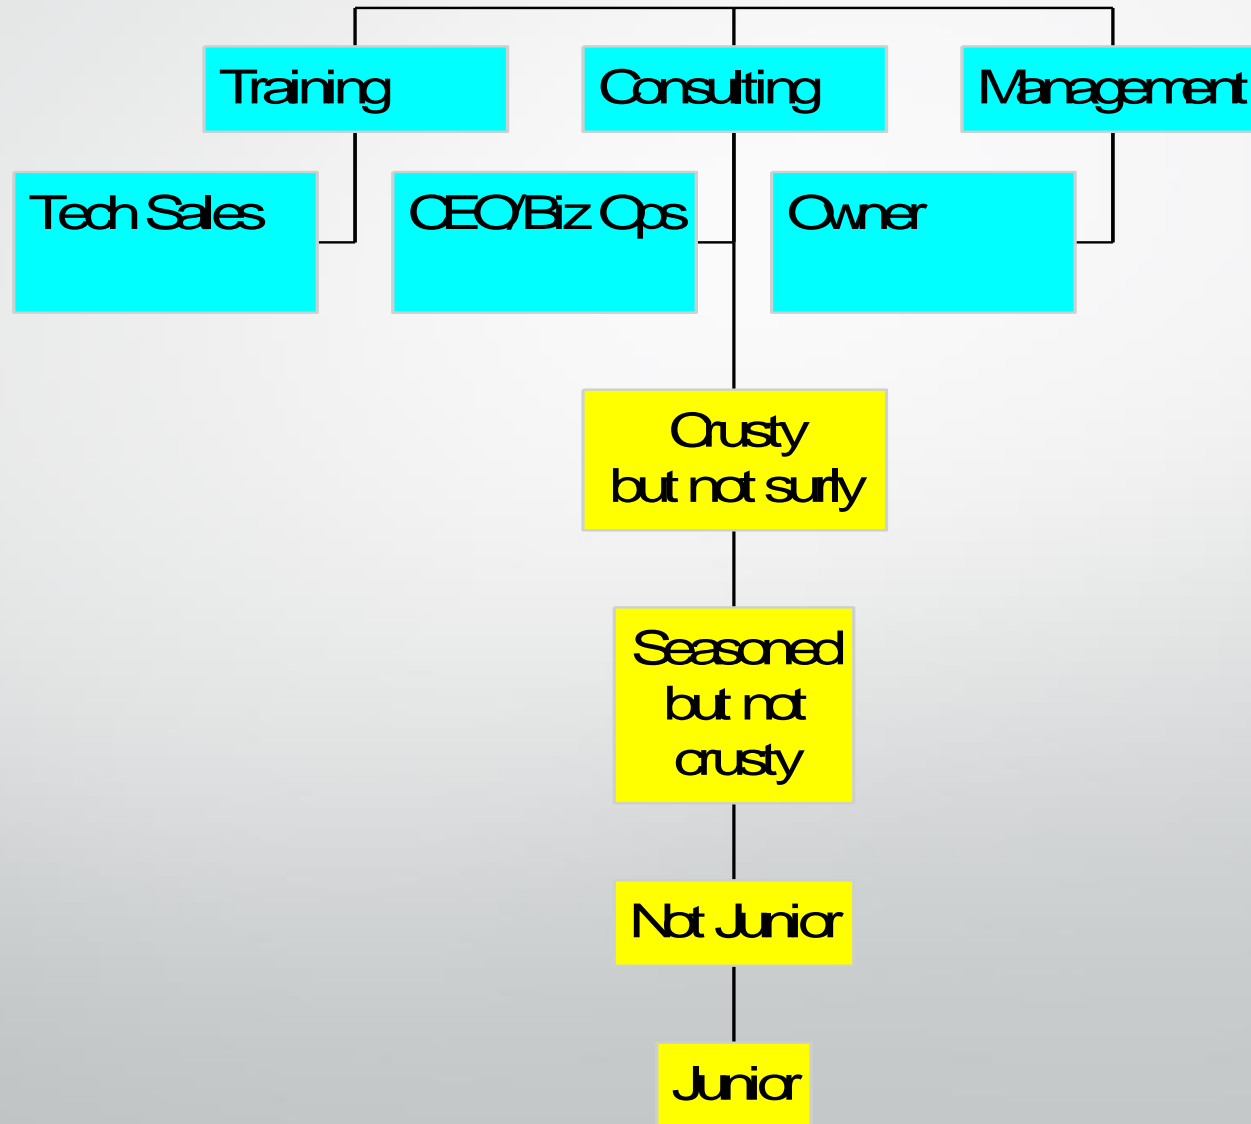 Training
Consulting
Management
Tech Sales
CEO/Biz Ops
Owner
Crusty
but not surly
Seasoned
but not
crusty
Not Junior
Junior